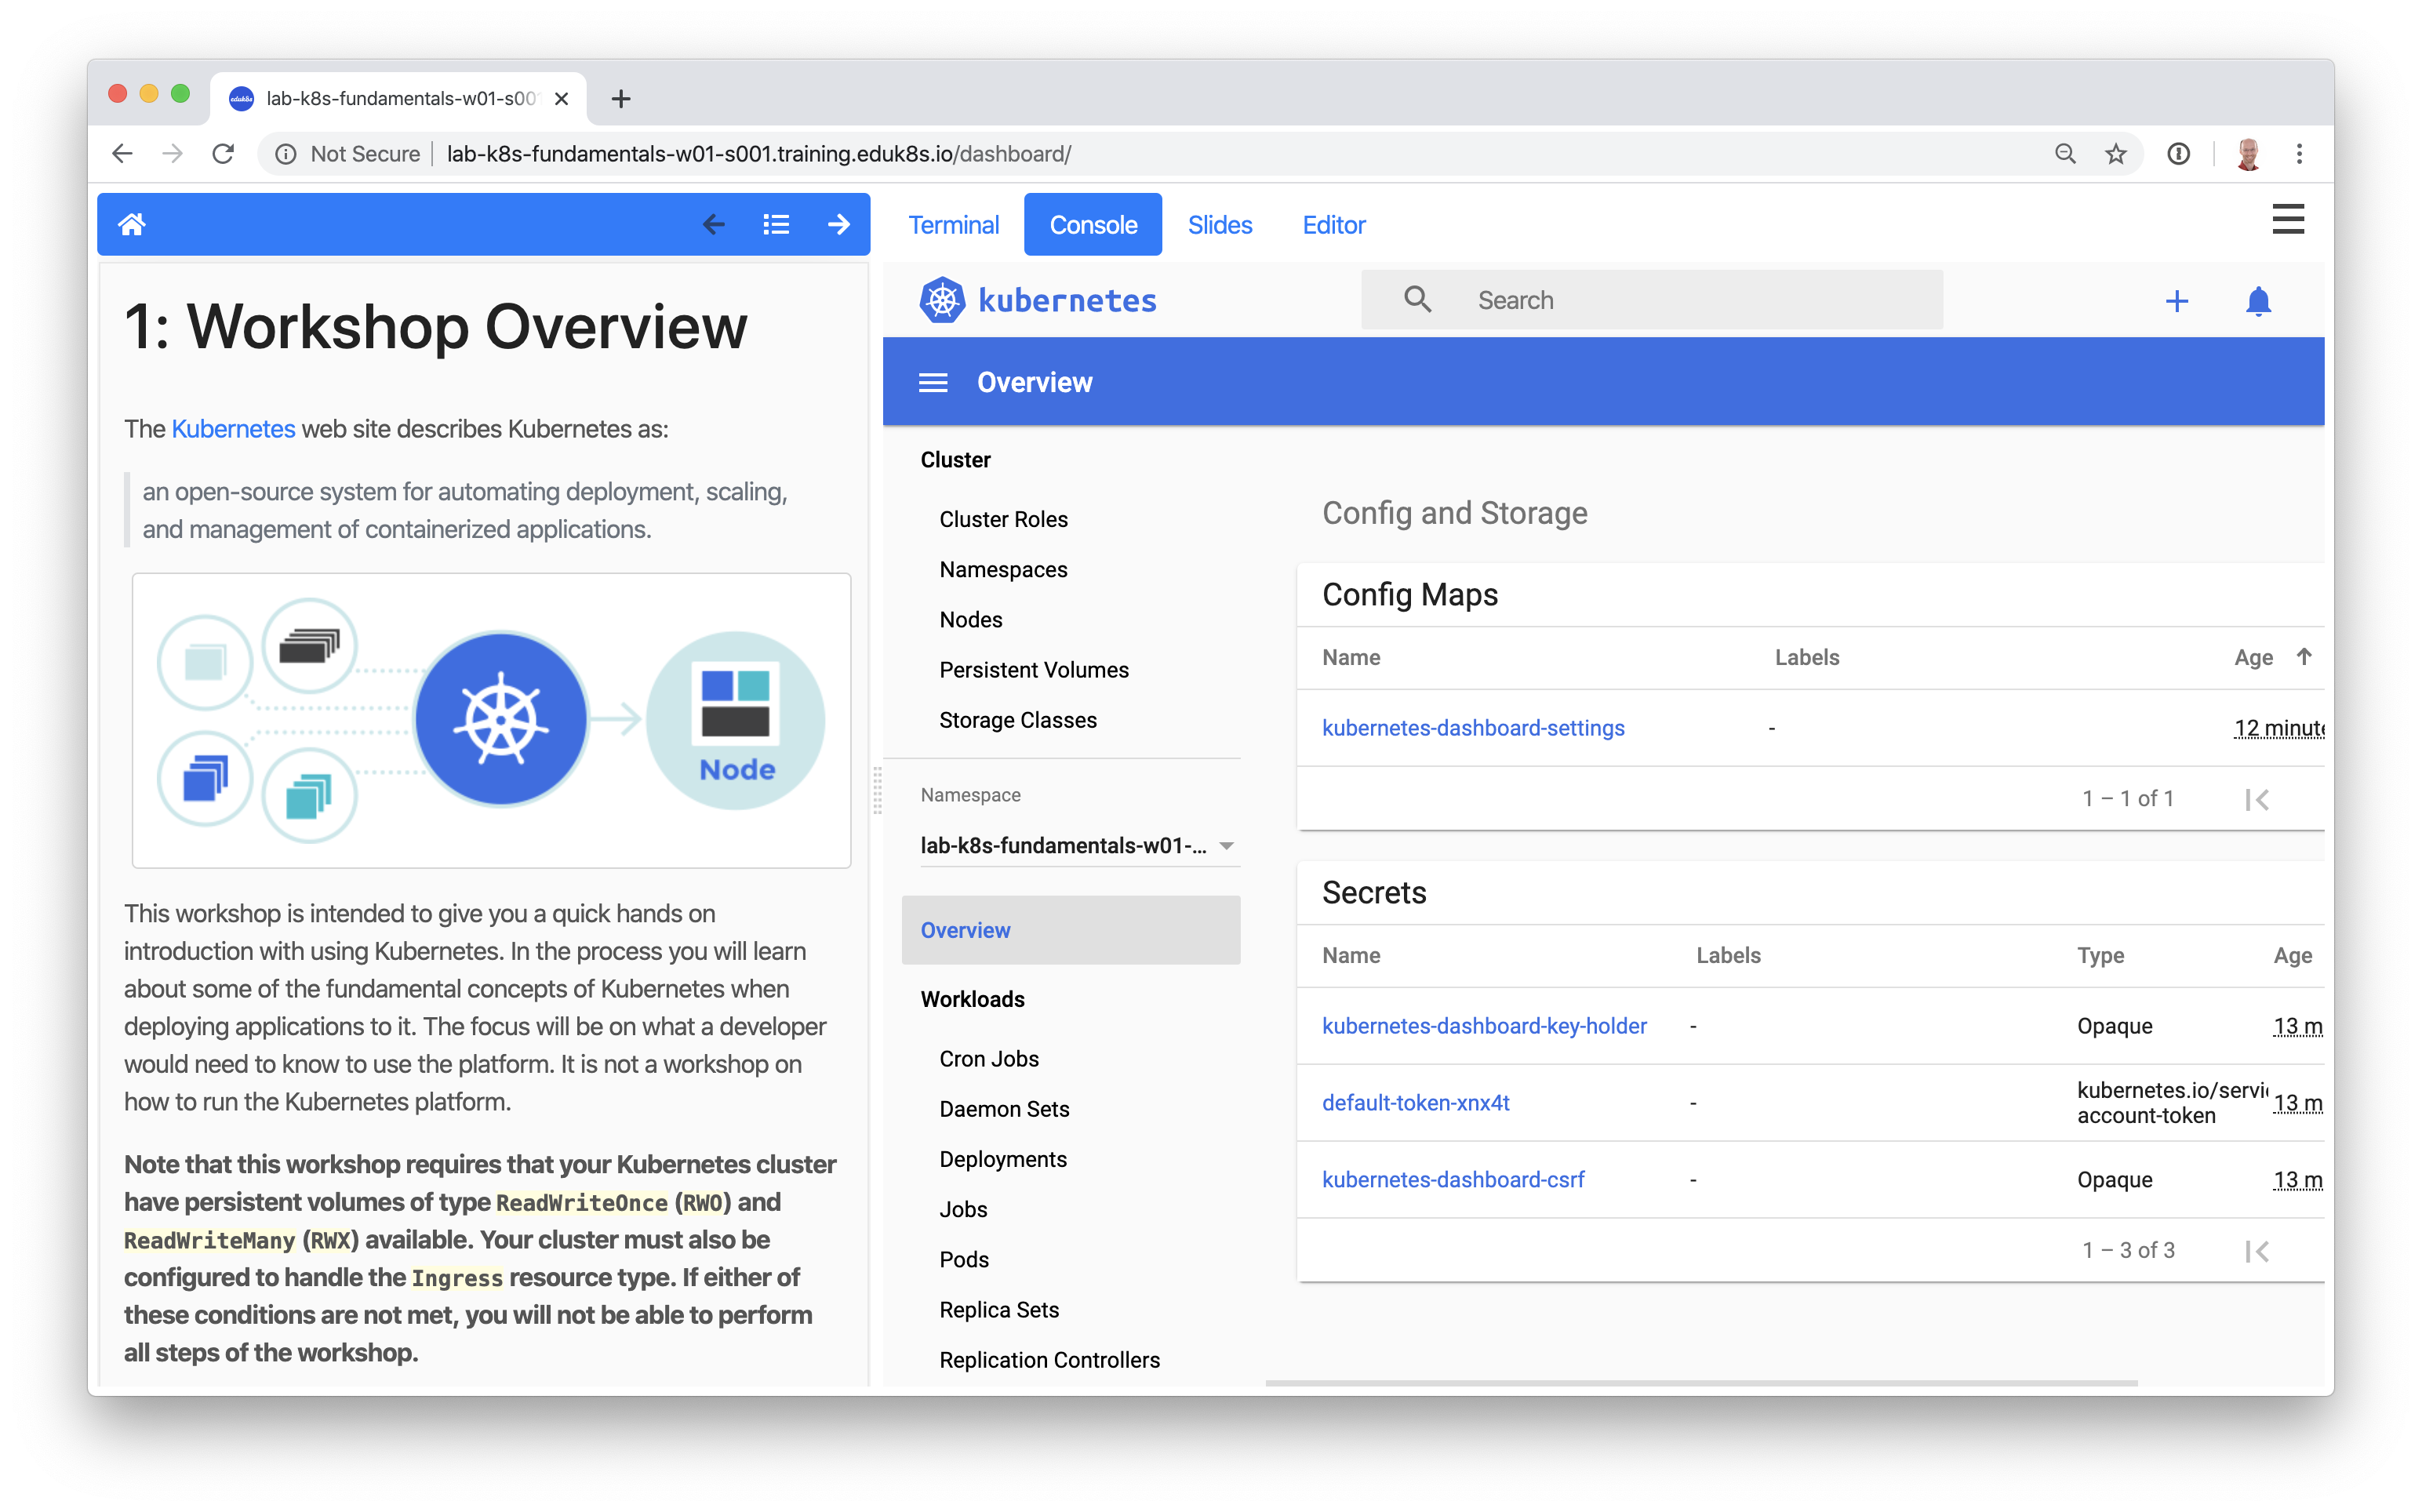 lab-k8s-fundamentals-w01-s001
Not Secure
lab-k8s-fundamentals-w01-s001.training.eduk8s.io/dashboard/
Terminal
Console
Slides
Editor
1: Workshop Overview
The Kubernetes web site describes Kubernetes as:
an open-source system for automating deployment, scaling,
and management of containerized applications.
Node
This workshop is intended to give you a quick hands on
introduction with using Kubernetes. In the process you will learn
about some of the fundamental concepts of Kubernetes when
deploying applications to it. The focus will be on what a developer
would need to know to use the platform. It is not a workshop on
how to run the Kubernetes platform.
Note that this workshop requires that your Kubernetes cluster
have persistent volumes of type ReadWriteOnce (RWO) and
ReadWriteMany (RWX) available. Your cluster must also be
configured to handle the Ingress resource type. If either of
these conditions are not met, you will not be able to perform
all steps of the workshop.
kubernetes
Search
Overview
Cluster
Cluster Roles
Namespaces
Nodes
Persistent Volumes
Storage Classes
Namespace
lab-k8s-fundamentals-w01-...
Overview
Workloads
Cron Jobs
Daemon Sets
Deployments
Jobs
Pods
Replica Sets
Replication Controllers
Config and Storage
Config Maps
Name Labels Age
kubernetes-dashboard-settings - 12 minute
1 – 1 of 1
Secrets
Name Labels Type Age
kubernetes-dashboard-key-holder - Opaque 13 m
default-token-xnx4t - kubernetes.io/servi 13 m
account-token
kubernetes-dashboard-csrf - Opaque 13 m
1 – 3 of 3